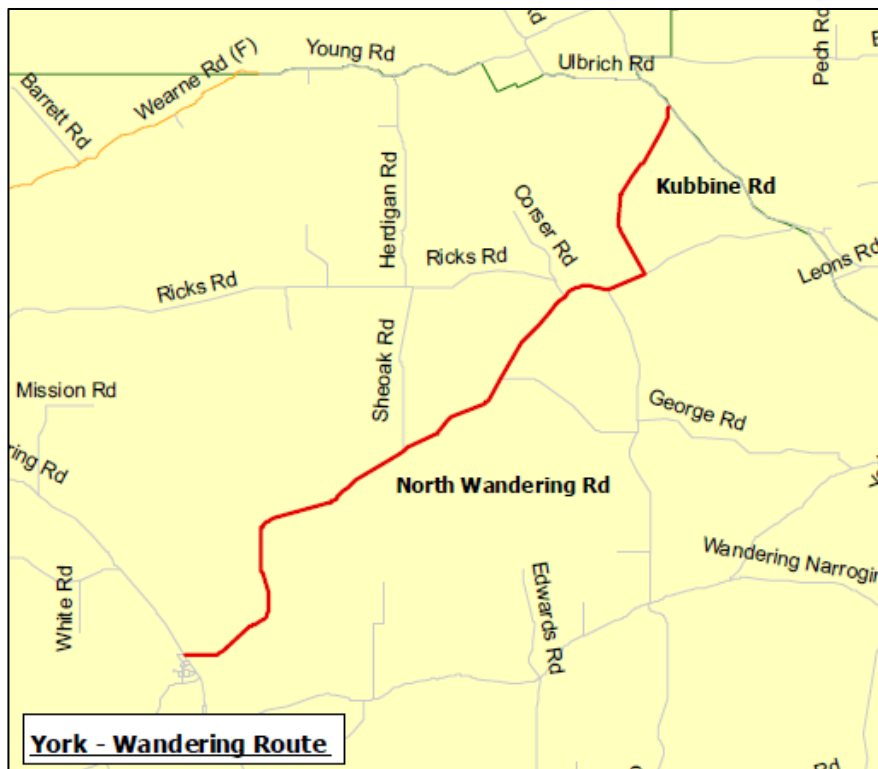 Rd
Pech Rd
Young Rd
Ulbrich Rd
Wearne Rd (F)
Barrett Rd
Herdigan Rd
Kubbine Rd
Corser Rd
Ricks Rd
Leons Rd
Ricks Rd
Sheoak Rd
Mission Rd
George Rd
ring Rd
North Wandering Rd
Wandering Narrogin
White Rd
Edwards Rd
York - Wandering Route
Rd